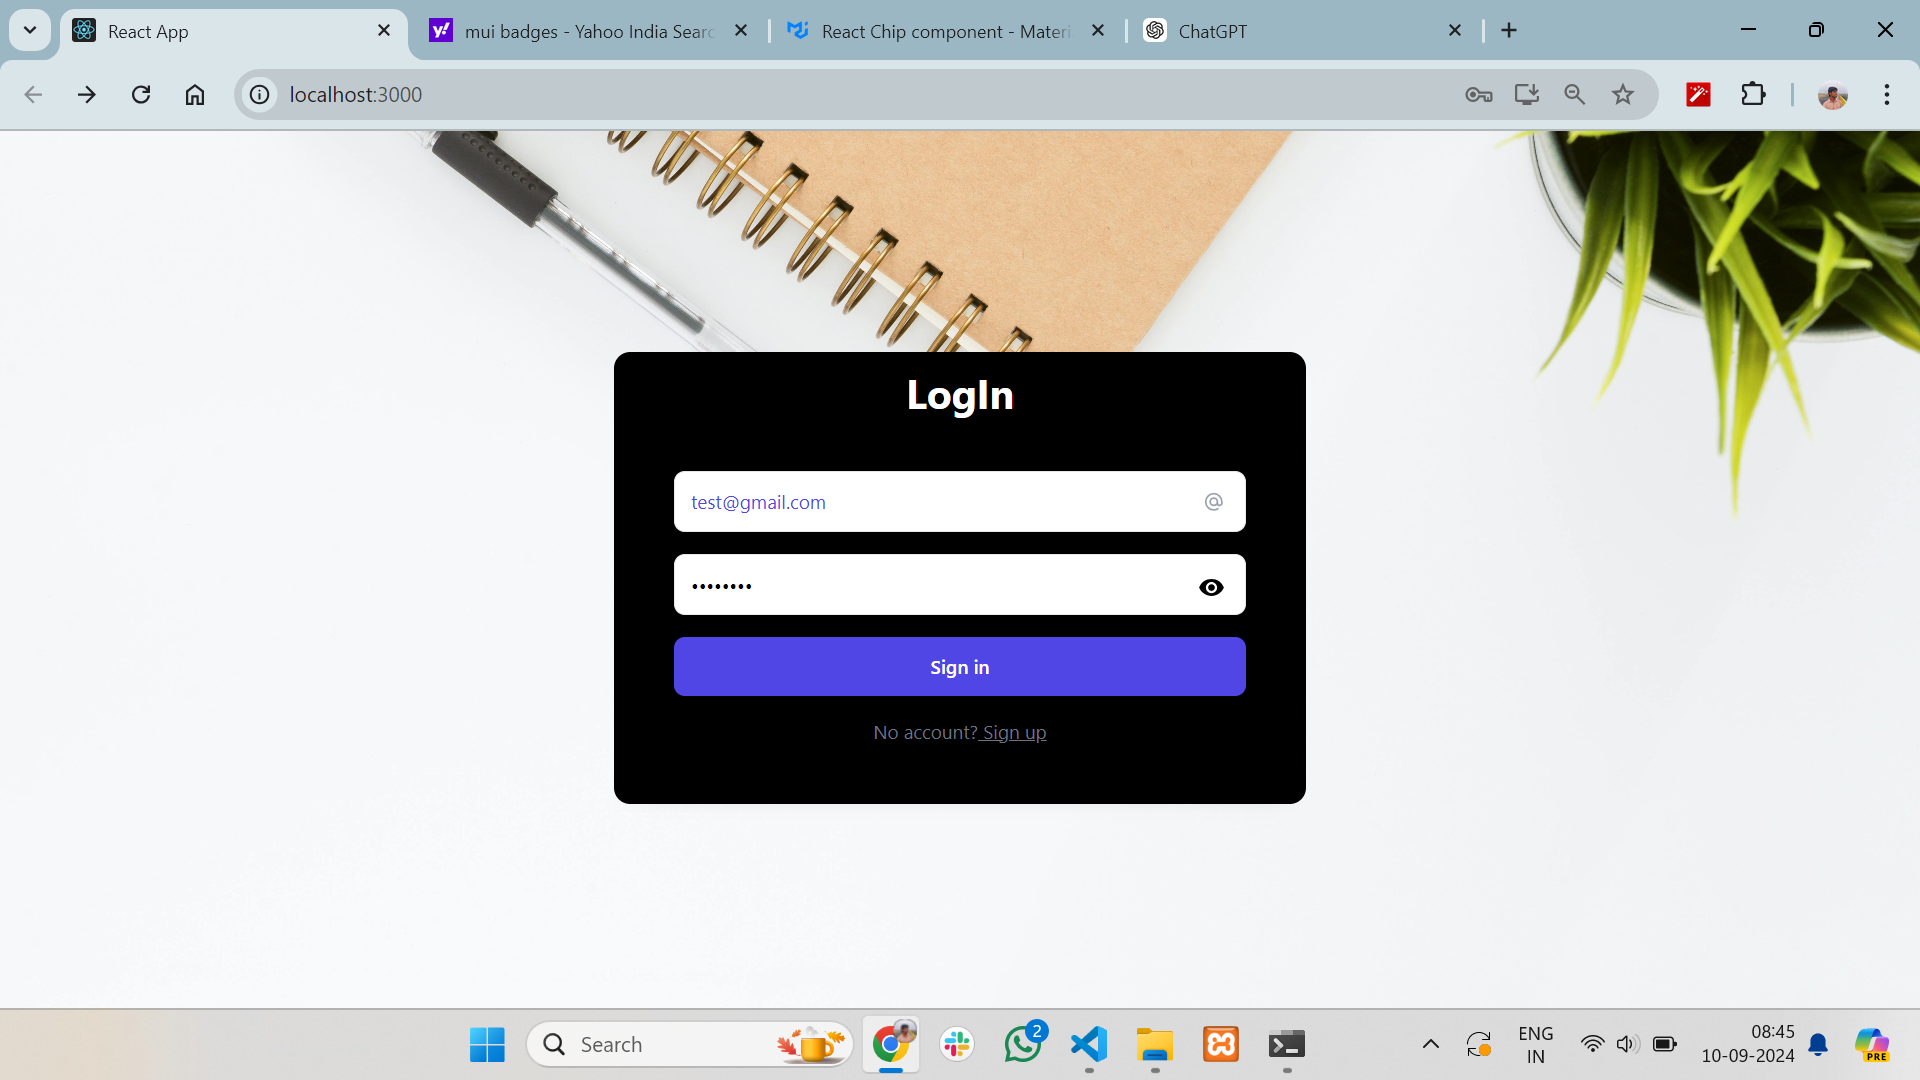 React App
mui badges - Yahoo India Searc
React Chip component - Materi
ChatGPT
localhost:3000
LogIn
test@gmail.com
••••••••
Sign in
No account? Sign up
Search
2
ENG
IN
08:45
10-09-2024
PRE